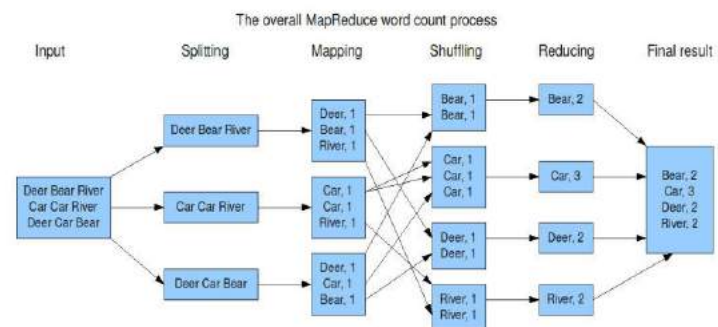 The overall MapReduce word count process
Input
Splitting
Mapping
Shuffling
Reducing
Final result
Deer Bear River
Car Car River
Deer Car Bear
Deer Bear River
Car Car River
Deer Car Bear
Deer, 1
Bear, 1
River, 1
Car, 1
Car, 1
River, 1
Deer, 1
Car, 1
Bear, 1
Bear, 1
Bear, 1
Car, 1
Car, 1
Car, 1
Deer, 1
Deer, 1
River, 1
River, 1
Bear, 2
Car, 3
Deer, 2
River, 2
Bear, 2
Car, 3
Deer, 2
River, 2